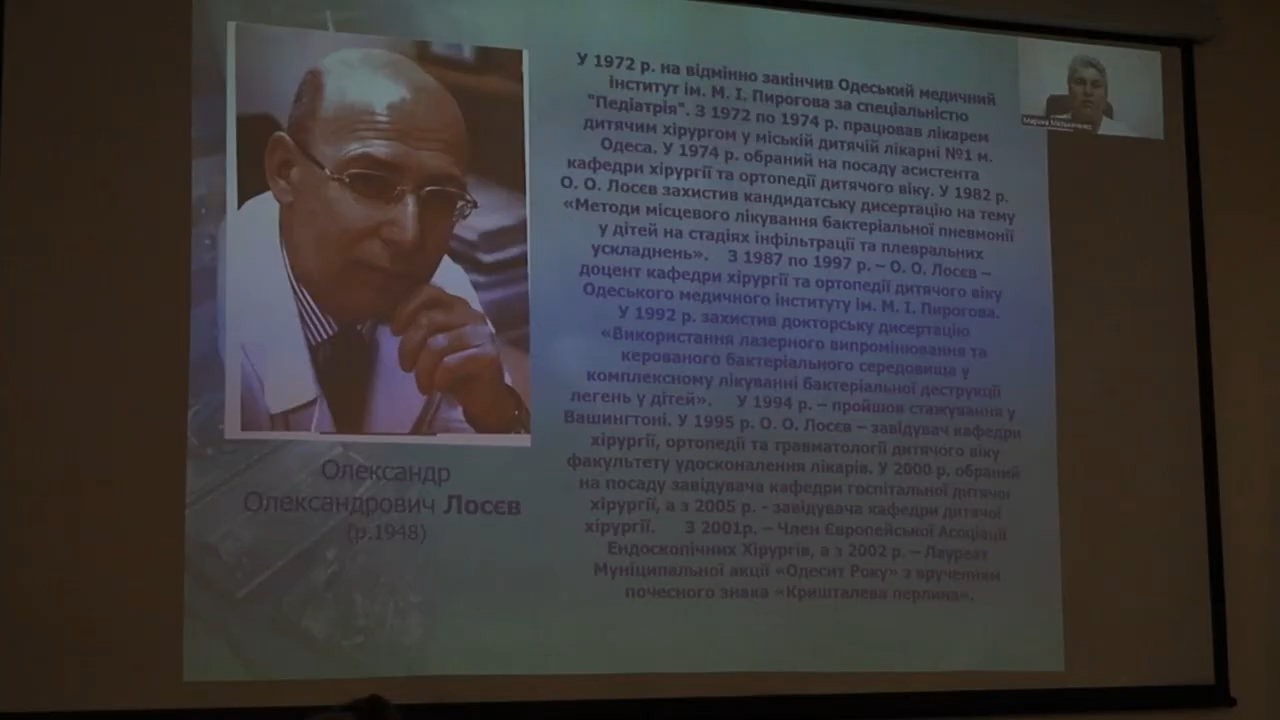 У 1972 р. на відмінно закінчив Одеський медичний
інститут ім. М. І. Пирогова за спеціальністю
"Педіатрія". З 1972 по 1974 р. працював лікарем
дитячим хірургом у міській дитячій лікарні №1 м.
Одеса. У 1974 р. обраний на посаду асистента
кафедри хірургії та ортопедії дитячого віку. У 1982 р.
О. О. Лосєв захистив кандидатську дисертацію на тему
«Методи місцевого лікування бактеріальної пневмонії
у дітей на стадіях інфільтрації та плевральних
ускладнень». З 1987 по 1997 р. – О. О. Лосєв –
доцент кафедри хірургії та ортопедії дитячого віку
Одеського медичного інституту ім. М. І. Пирогова.
У 1992 р. захистив докторську дисертацію
«Використання лазерного випромінювання та
керованого бактеріального середовища у
комплексному лікуванні бактеріальної деструкції
легень у дітей». У 1994 р. – пройшов стажування у
Вашингтоні. У 1995 р. О. О. Лосєв – завідувач кафедри
хірургії, ортопедії та травматології дитячого віку
факультету удосконалення лікарів. У 2000 р. обраний
на посаду завідувача кафедри госпітальної дитячої
хірургії, а з 2005 р. - завідувача кафедри дитячої
хірургії. З 2001р. – Член Європейської Асоціації
Ендоскопічних Хірургів, а з 2002 р. – Лауреат
Муніципальної акції «Одесит Року» з врученням
почесного знака «Кришталева перлина».
Олександр
Олександрович Лосєв
(р.1948)